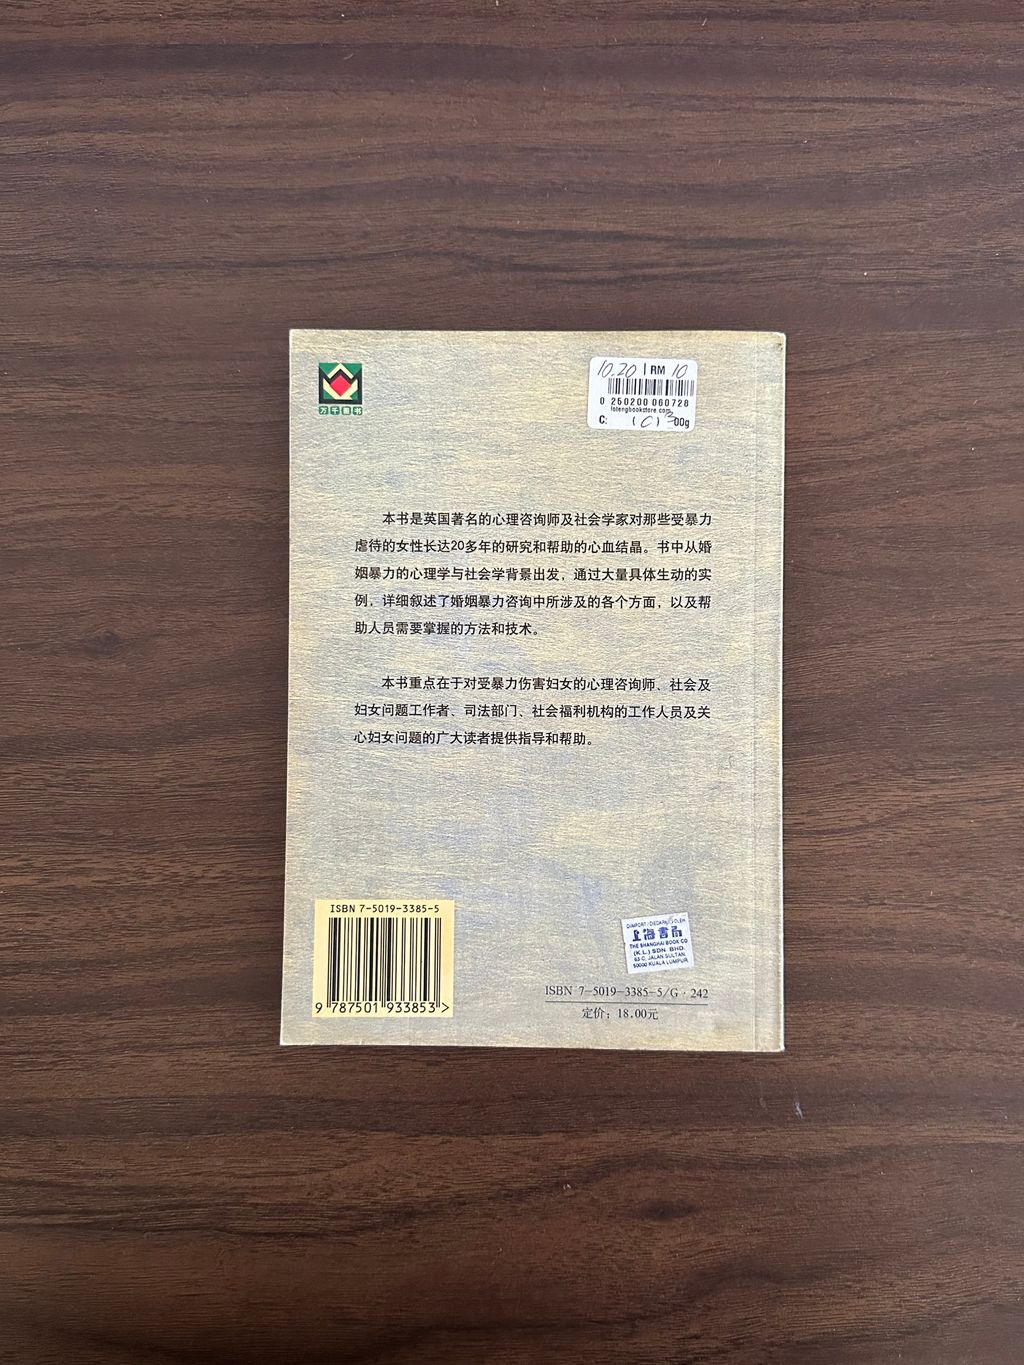 万千图书
10.20 | RM 10
0 250200 060728
lotengbookstore.com
C: 00g
本书是英国著名的心理咨询师及社会学家对那些受暴力
虐待的女性长达20多年的研究和帮助的心血结晶。书中从婚
姻暴力的心理学与社会学背景出发，通过大量具体生动的实
例，详细叙述了婚姻暴力咨询中所涉及的各个方面，以及帮
助人员需要掌握的方法和技术。
本书重点在于对受暴力伤害妇女的心理咨询师、社会及
妇女问题工作者、司法部门、社会福利机构的工作人员及关
心妇女问题的广大读者提供指导和帮助。
ISBN 7-5019-3385-5
9 787501 933853 >
上海書局
THE SHANGHAI BOOK CO
(K.L.) SDN. BHD.
63-C, JALAN SULTAN,
50000 KUALA LUMPUR
ISBN 7-5019-3385-5/G·242
定价：18.00元